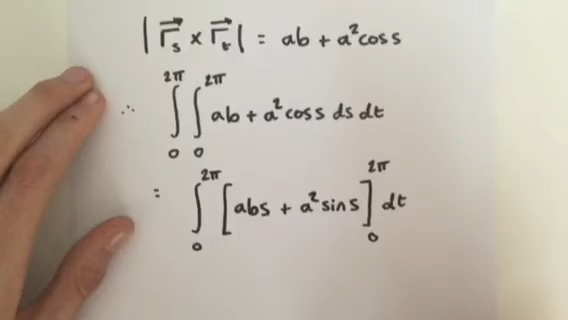 |r⃗ₛ × r⃗ₜ| = ab + a²cos s
∴ ∫₀^2π ∫₀^2π ab + a²cos s ds dt
= ∫₀^2π [abs + a²sin s]₀^2π dt